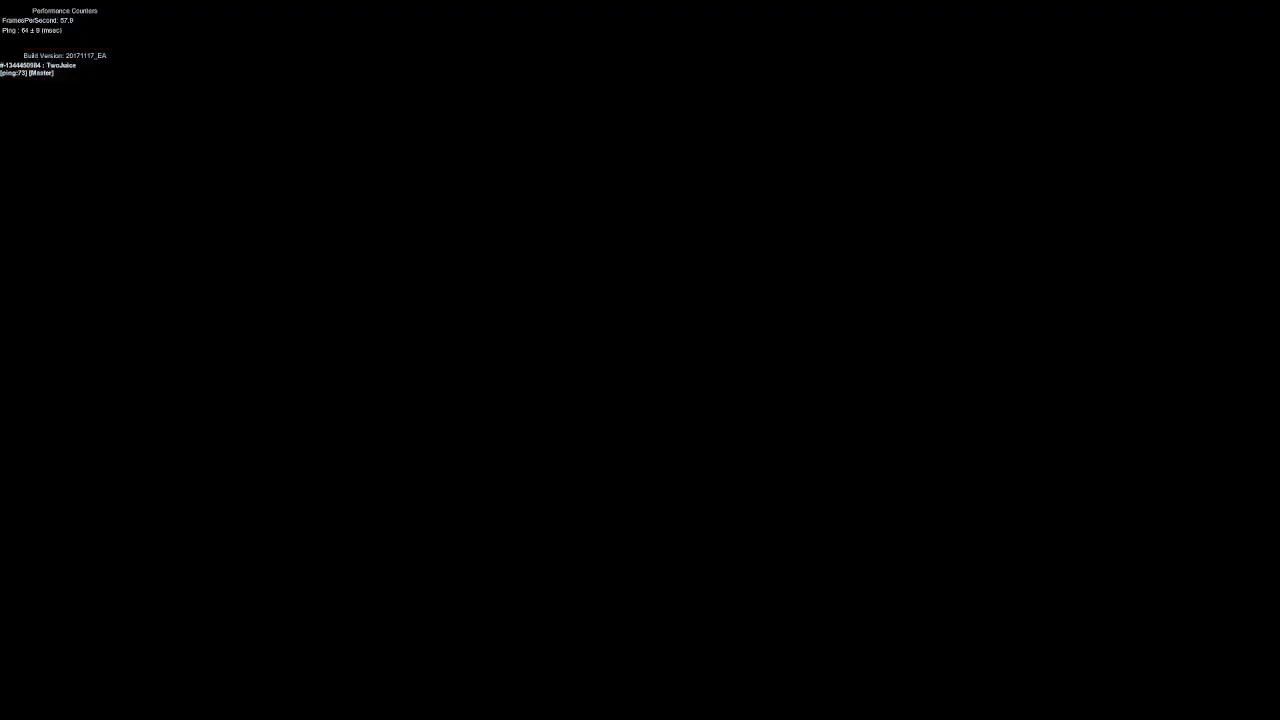 Performance Counters
FramesPerSecond: 57.9
Ping : 64 ± 9 (msec)
Build Version: 20171117_EA
#-1344450984 : TwoJuice
[ping:73] [Master]